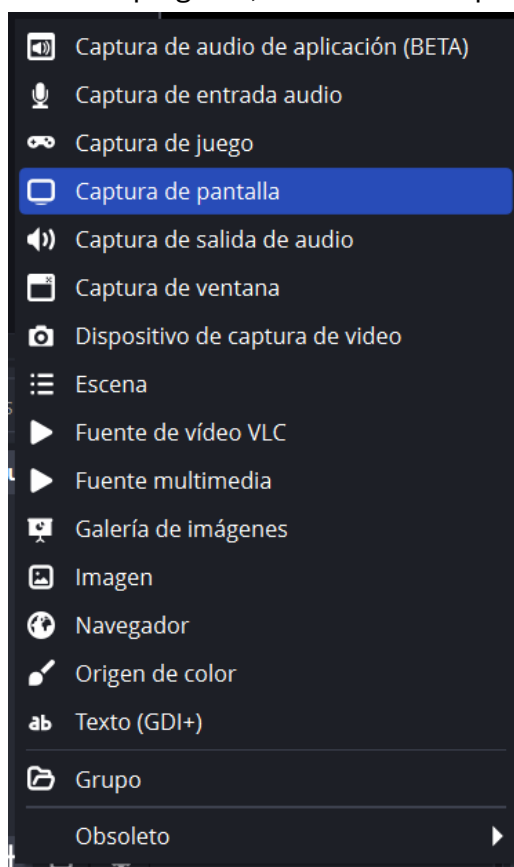 Captura de audio de aplicación (BETA)
Captura de entrada audio
Captura de juego
Captura de pantalla
Captura de salida de audio
Captura de ventana
Dispositivo de captura de video
Escena
Fuente de vídeo VLC
Fuente multimedia
Galería de imágenes
Imagen
Navegador
Origen de color
ab Texto (GDI+)
Grupo
Obsoleto